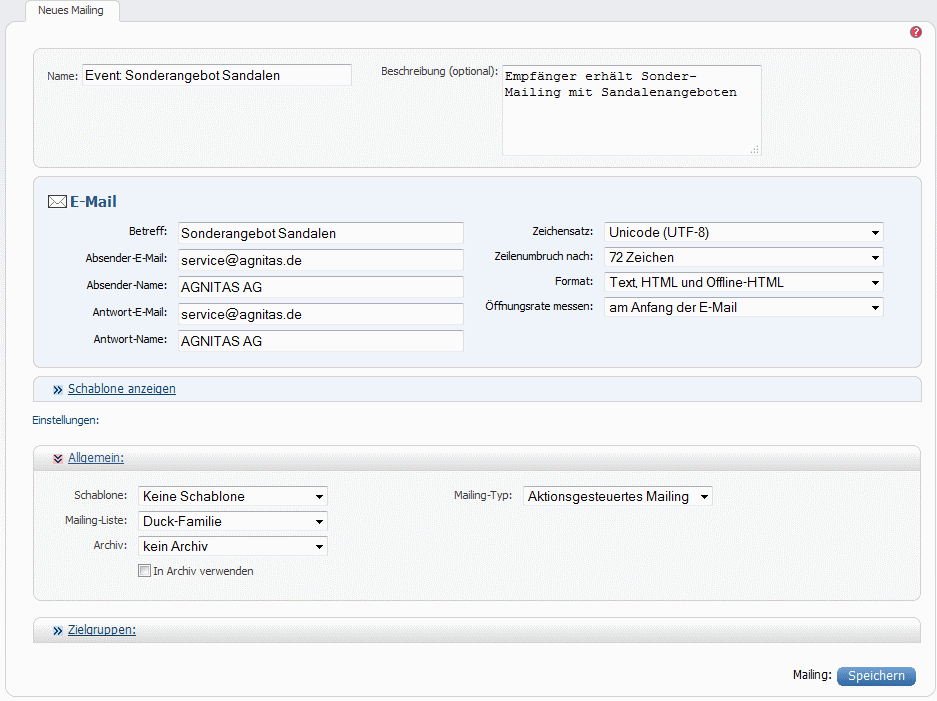 Neues Mailing
?
Name: Event: Sonderangebot Sandalen
Beschreibung (optional): Empfänger erhält Sonder-
Mailing mit Sandalenangeboten
E-Mail
Betreff: Sonderangebot Sandalen
Zeichensatz: Unicode (UTF-8)
Absender-E-Mail: service@agnitas.de
Zeilenumbruch nach: 72 Zeichen
Absender-Name: AGNITAS AG
Format: Text, HTML und Offline-HTML
Antwort-E-Mail: service@agnitas.de
Öffnungsrate messen: am Anfang der E-Mail
Antwort-Name: AGNITAS AG
Schablone anzeigen
Einstellungen:
Allgemein:
Schablone: Keine Schablone
Mailing-Typ: Aktionsgesteuertes Mailing
Mailing-Liste: Duck-Familie
Archiv: kein Archiv
In Archiv verwenden
Zielgruppen:
Mailing: Speichern